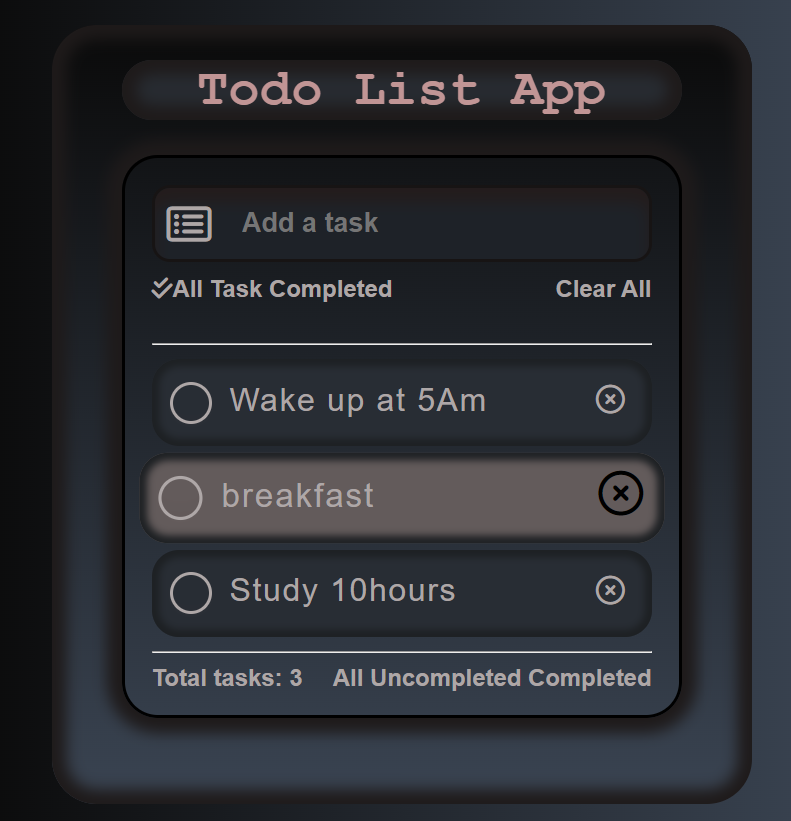 Todo List App
Add a task
All Task Completed Clear All
Wake up at 5Am
breakfast
Study 10hours
Total tasks: 3 All Uncompleted Completed